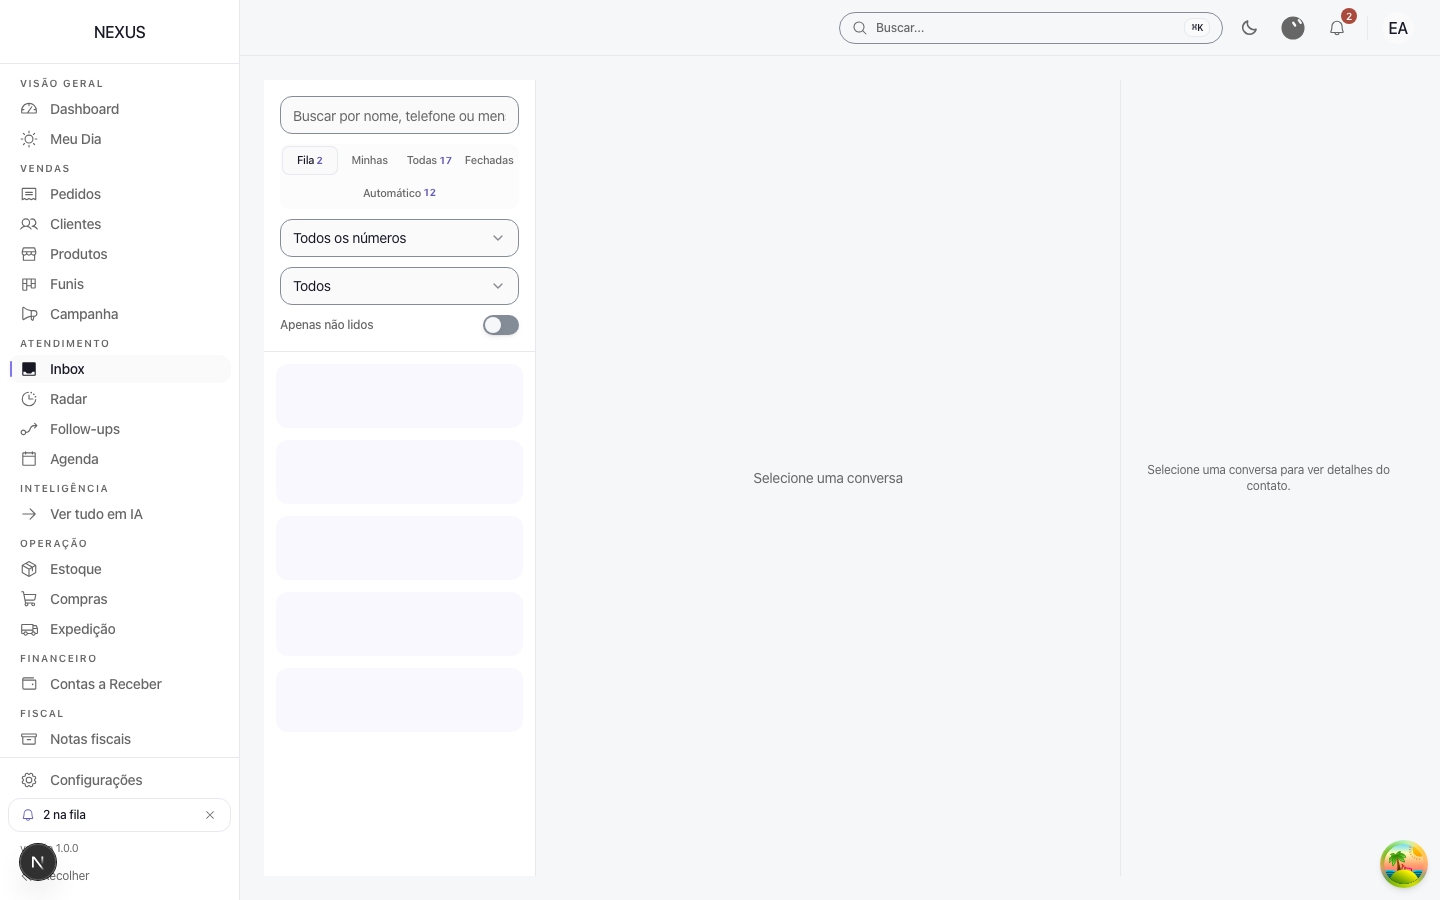 NEXUS
Buscar...
⌘K
2
EA
VISÃO GERAL
Dashboard
Meu Dia
VENDAS
Pedidos
Clientes
Produtos
Funis
Campanha
ATENDIMENTO
Inbox
Radar
Follow-ups
Agenda
INTELIGÊNCIA
Ver tudo em IA
OPERAÇÃO
Estoque
Compras
Expedição
FINANCEIRO
Contas a Receber
FISCAL
Notas fiscais
Configurações
2 na fila
1.0.0
N
Buscar por nome, telefone ou men
Fila 2
Minhas
Todas 17
Fechadas
Automático 12
Todos os números
Todos
Apenas não lidos
Selecione uma conversa
Selecione uma conversa para ver detalhes do
contato.